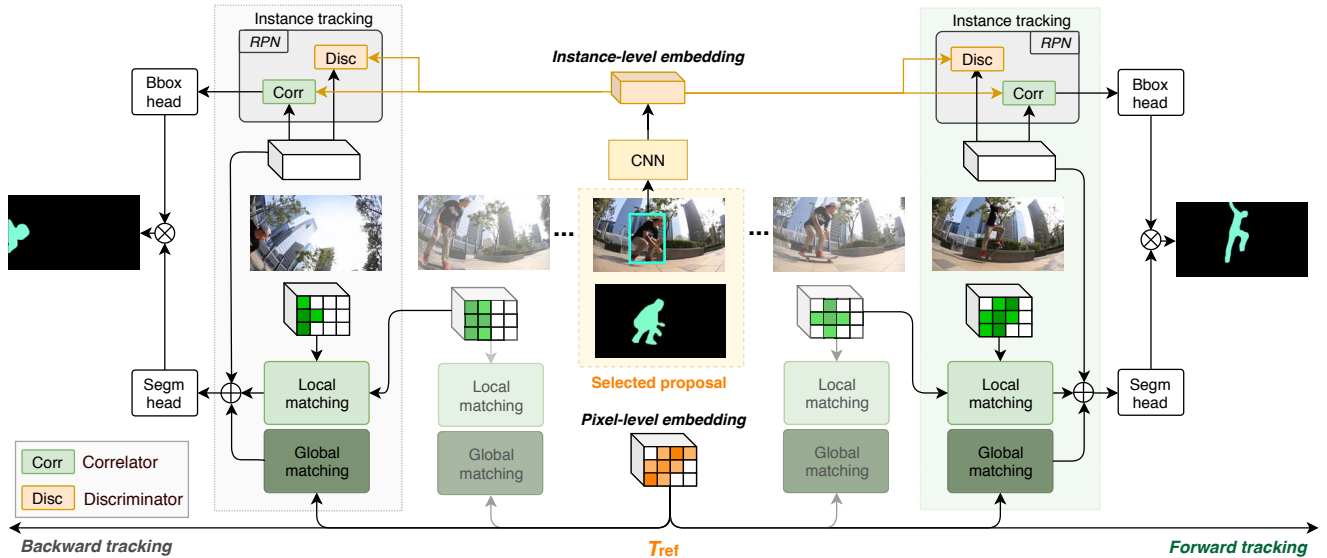 Instance tracking
RPN
Disc
Corr
Bbox
head
Instance-level embedding
CNN
Instance tracking
RPN
Disc
Corr
Bbox
head
...
...
Selected proposal
Segm
head
Local
matching
Local
matching
Local
matching
Local
matching
Segm
head
Pixel-level embedding
Global
matching
Global
matching
Global
matching
Global
matching
Corr Correlator
Disc Discriminator
Backward tracking
Tref
Forward tracking